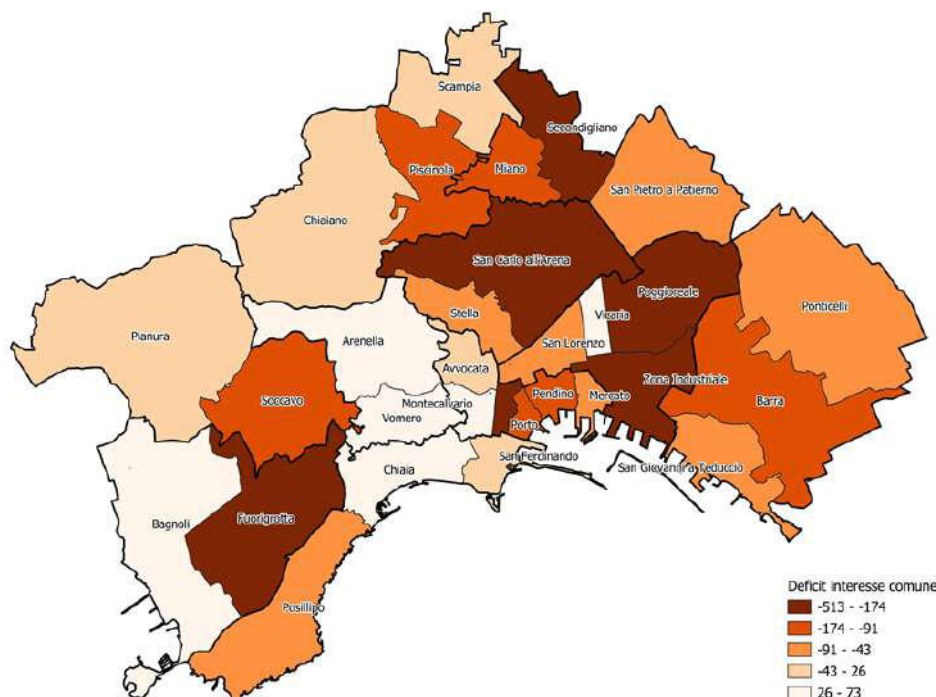 Scampia
Secondigliano
Piscinola
Miano
San Pietro a Patierno
Chiaiano
San Carlo all'Arena
Poggioreale
Ponticelli
Stella
Vicaria
Pianura
Arenella
San Lorenzo
Avvocata
Zona Industriale
Soccavo
Pendino
Mercato
Barra
Montecalvario
Vomero
Porto
San Ferdinando
San Giovanni a Teduccio
Chiaia
Bagnoli
Fuorigrotta
Posillipo
Deficit interesse comune
-513 - -174
-174 - -91
-91 - -43
-43 - 26
26 - 73